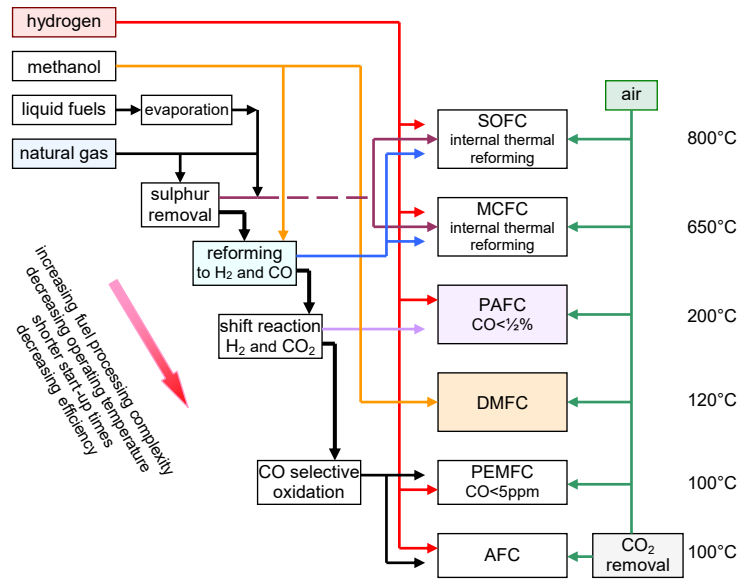 hydrogen
methanol
liquid fuels
evaporation
natural gas
sulphur
removal
reforming
to H₂ and CO
shift reaction
H₂ and CO₂
CO selective
oxidation
increasing fuel processing complexity
decreasing operating temperature
shorter start-up times
decreasing efficiency
air
SOFC
internal thermal
reforming
800°C
MCFC
internal thermal
reforming
650°C
PAFC
CO<½%
200°C
DMFC
120°C
PEMFC
CO<5ppm
100°C
AFC
CO₂
removal
100°C